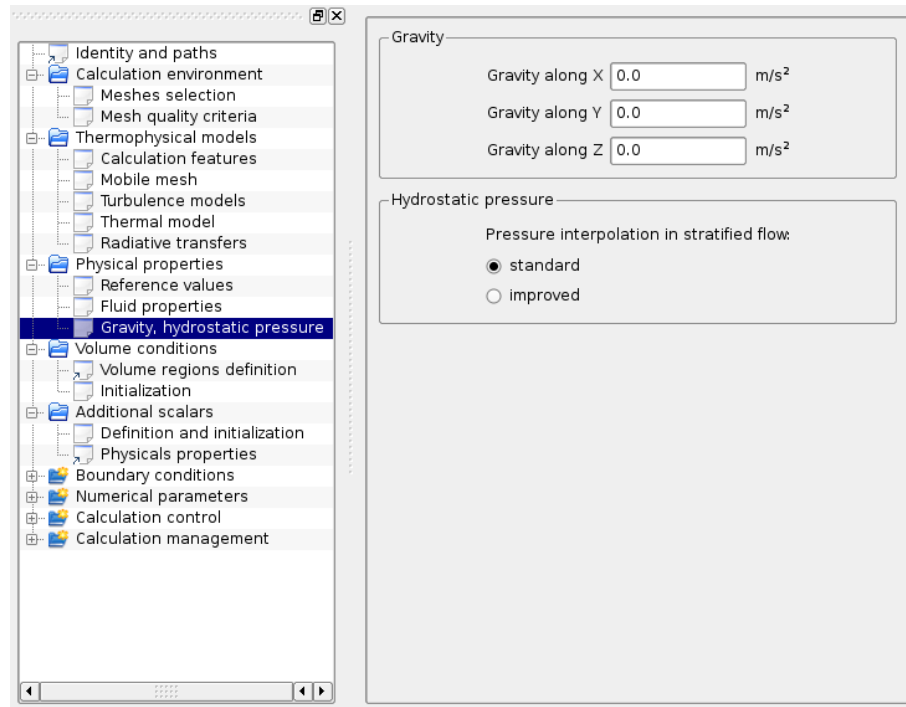 Identity and paths
Calculation environment
Meshes selection
Mesh quality criteria
Thermophysical models
Calculation features
Mobile mesh
Turbulence models
Thermal model
Radiative transfers
Physical properties
Reference values
Fluid properties
Gravity, hydrostatic pressure
Volume conditions
Volume regions definition
Initialization
Additional scalars
Definition and initialization
Physicals properties
Boundary conditions
Numerical parameters
Calculation control
Calculation management
Gravity
Gravity along X 0.0 m/s²
Gravity along Y 0.0 m/s²
Gravity along Z 0.0 m/s²
Hydrostatic pressure
Pressure interpolation in stratified flow:
standard
improved